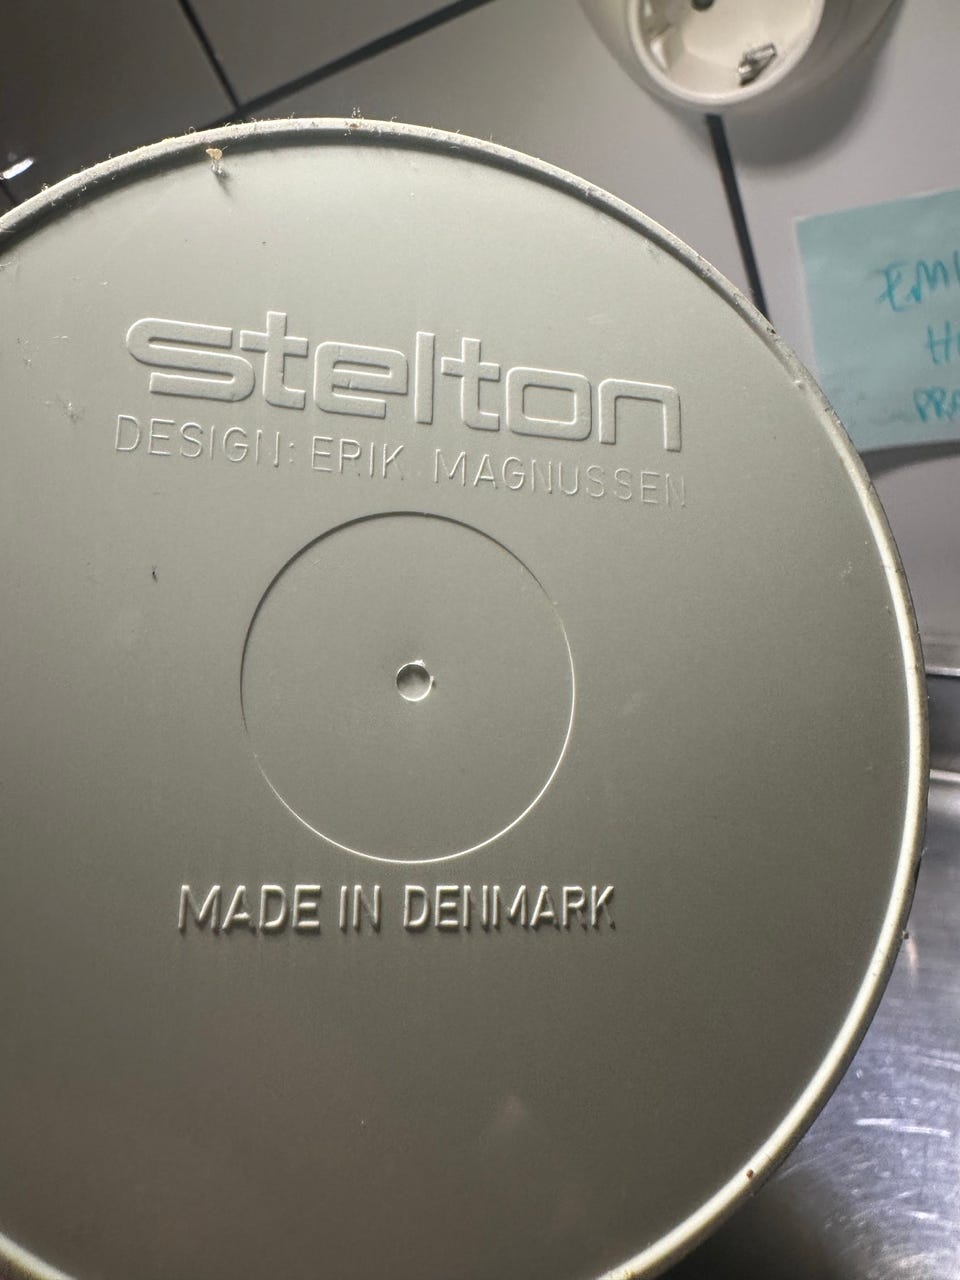 stelton
DESIGN: ERIK MAGNUSSEN
MADE IN DENMARK